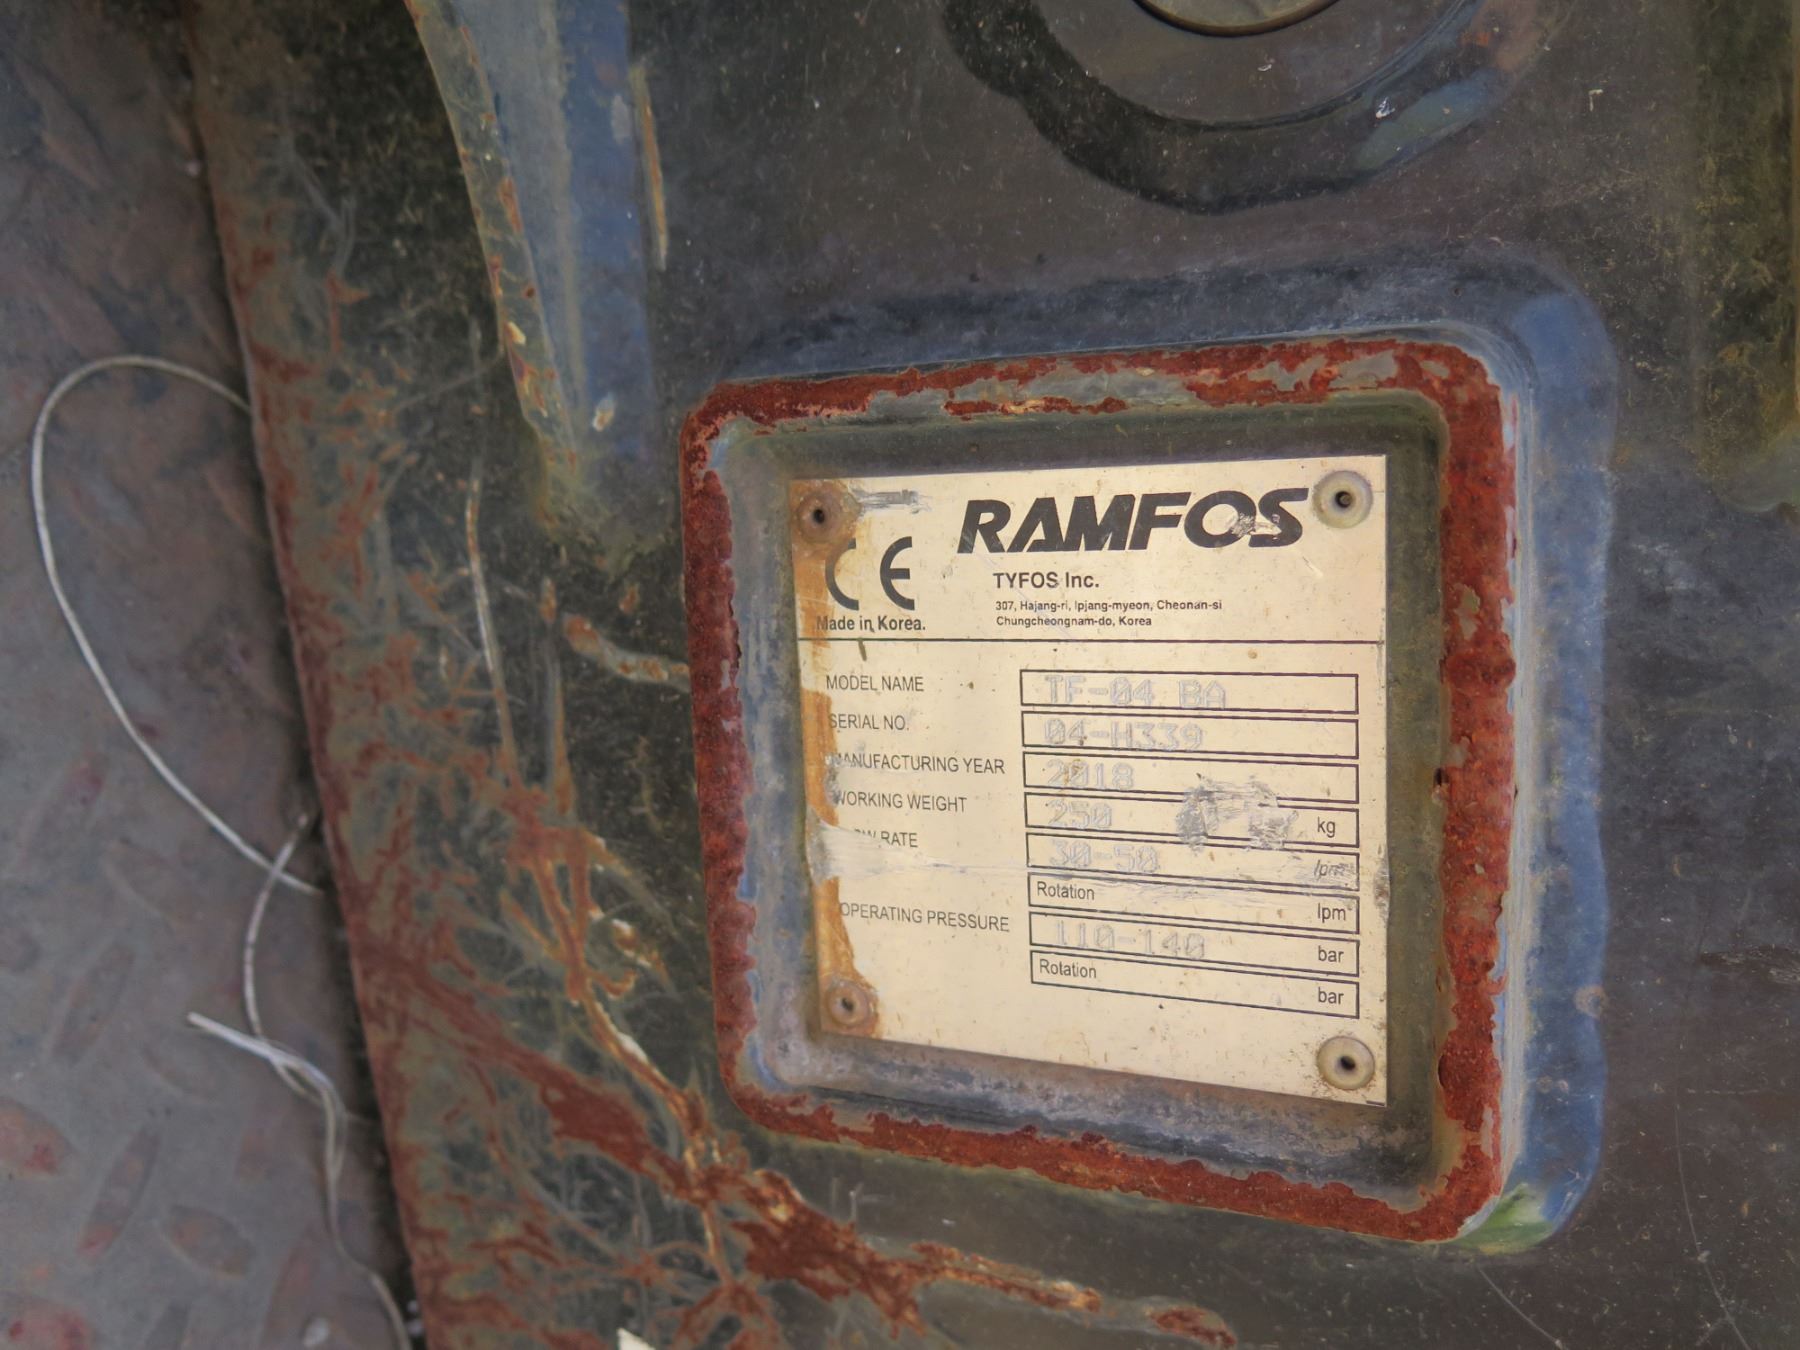 CE RAMFOS
TYFOS Inc.
307, Hajang-ri, Ipjang-myeon, Cheonan-si
Made in Korea. Chungcheongnam-do, Korea
MODEL NAME TF-04 BA
SERIAL NO. 04-H339
MANUFACTURING YEAR 2018
WORKING WEIGHT 250 kg
RATE 30-50 lpm
Rotation lpm
OPERATING PRESSURE 110-140 bar
Rotation bar